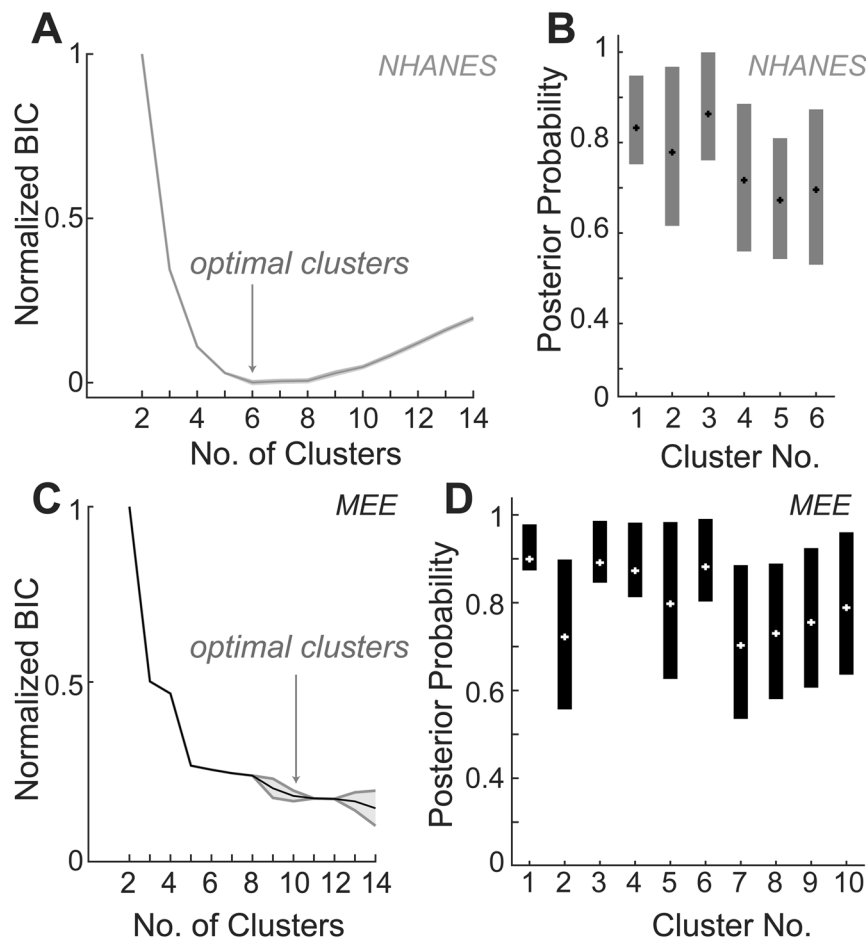 A
NHANES
Normalized BIC
1
0.5
0
optimal clusters
2 4 6 8 10 12 14
No. of Clusters
B
NHANES
Posterior Probability
1
0.8
0.6
0.4
0
1 2 3 4 5 6
Cluster No.
C
MEE
Normalized BIC
1
0.5
0
optimal clusters
2 4 6 8 10 12 14
No. of Clusters
D
MEE
Posterior Probability
1
0.8
0.6
0.4
0
1 2 3 4 5 6 7 8 9 10
Cluster No.